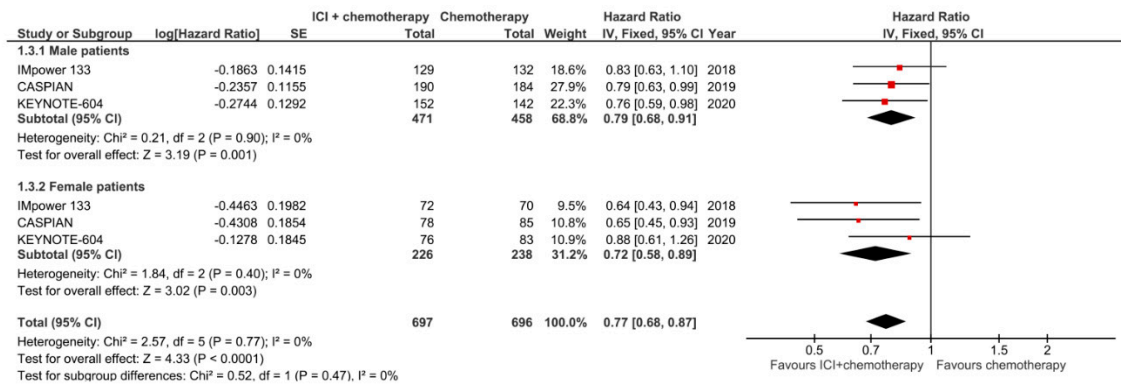 ICI + chemotherapy Chemotherapy Hazard Ratio Hazard Ratio
Study or Subgroup log[Hazard Ratio] SE Total Total Weight IV, Fixed, 95% CI Year IV, Fixed, 95% CI
1.3.1 Male patients
IMpower 133 -0.1863 0.1415 129 132 18.6% 0.83 [0.63, 1.10] 2018
CASPIAN -0.2357 0.1155 190 184 27.9% 0.79 [0.63, 0.99] 2019
KEYNOTE-604 -0.2744 0.1292 152 142 22.3% 0.76 [0.59, 0.98] 2020
Subtotal (95% CI) 471 458 68.8% 0.79 [0.68, 0.91]
Heterogeneity: Chi² = 0.21, df = 2 (P = 0.90); I² = 0%
Test for overall effect: Z = 3.19 (P = 0.001)
1.3.2 Female patients
IMpower 133 -0.4463 0.1982 72 70 9.5% 0.64 [0.43, 0.94] 2018
CASPIAN -0.4308 0.1854 78 85 10.8% 0.65 [0.45, 0.93] 2019
KEYNOTE-604 -0.1278 0.1845 76 83 10.9% 0.88 [0.61, 1.26] 2020
Subtotal (95% CI) 226 238 31.2% 0.72 [0.58, 0.89]
Heterogeneity: Chi² = 1.84, df = 2 (P = 0.40); I² = 0%
Test for overall effect: Z = 3.02 (P = 0.003)
Total (95% CI) 697 696 100.0% 0.77 [0.68, 0.87]
Heterogeneity: Chi² = 2.57, df = 5 (P = 0.77); I² = 0%
Test for overall effect: Z = 4.33 (P < 0.0001)
Test for subgroup differences: Chi² = 0.52, df = 1 (P = 0.47), I² = 0%
0.5 0.7 1 1.5 2
Favours ICI+chemotherapy Favours chemotherapy